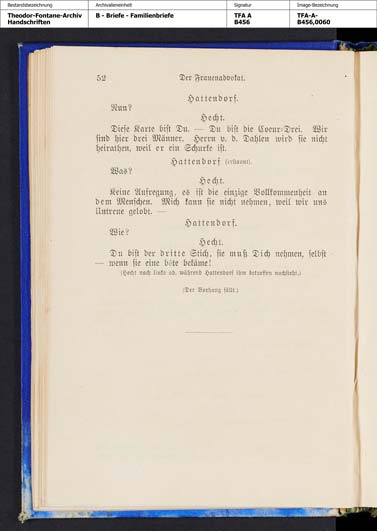 Bestandsbezeichnung
Archivalieneinheit
Signatur
Image-Bezeichnung
Theodor-Fontane-Archiv
Handschriften
B - Briefe - Familienbriefe
TFA A
B456
TFA-A-
B456,0060
52
Der Frauenadvokat.
Hattendorf.
Nun?
Hecht.
Diese Karte bist Du. — Du bist die Coeur-Drei. Wir
sind hier drei Männer. Herrn v. d. Dahlen wird sie nicht
heirathen, weil er ein Schurke ist.
Hattendorf (erstaunt).
Was?
Hecht.
Keine Aufregung, es ist die einzige Vollkommenheit an
dem Menschen. Mich kann sie nicht nehmen, weil wir uns
Untreue gelobt. —
Hattendorf.
Wie?
Hecht.
Du bist der dritte Stich, sie muß Dich nehmen, selbst
— wenn sie eine bête bekäme!
(Hecht nach links ab, während Hattendorf ihm betroffen nachsieht.)
(Der Vorhang fällt.)